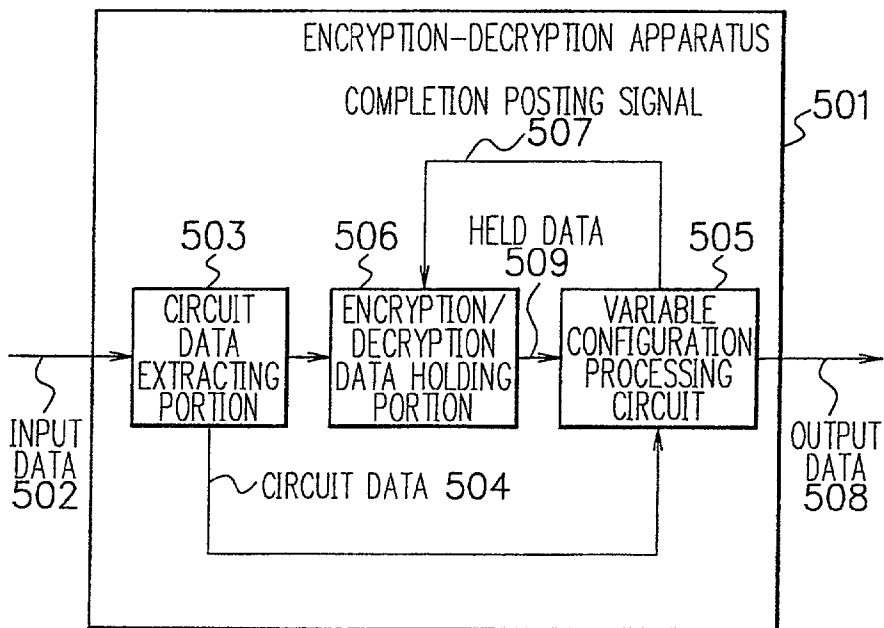 ENCRYPTION-DECRYPTION APPARATUS
COMPLETION POSTING SIGNAL
507
501
503
506
HELD DATA
509
505
CIRCUIT
DATA
EXTRACTING
PORTION
ENCRYPTION/
DECRYPTION
DATA HOLDING
PORTION
VARIABLE
CONFIGURATION
PROCESSING
CIRCUIT
INPUT
DATA
502
CIRCUIT DATA 504
OUTPUT
DATA
508